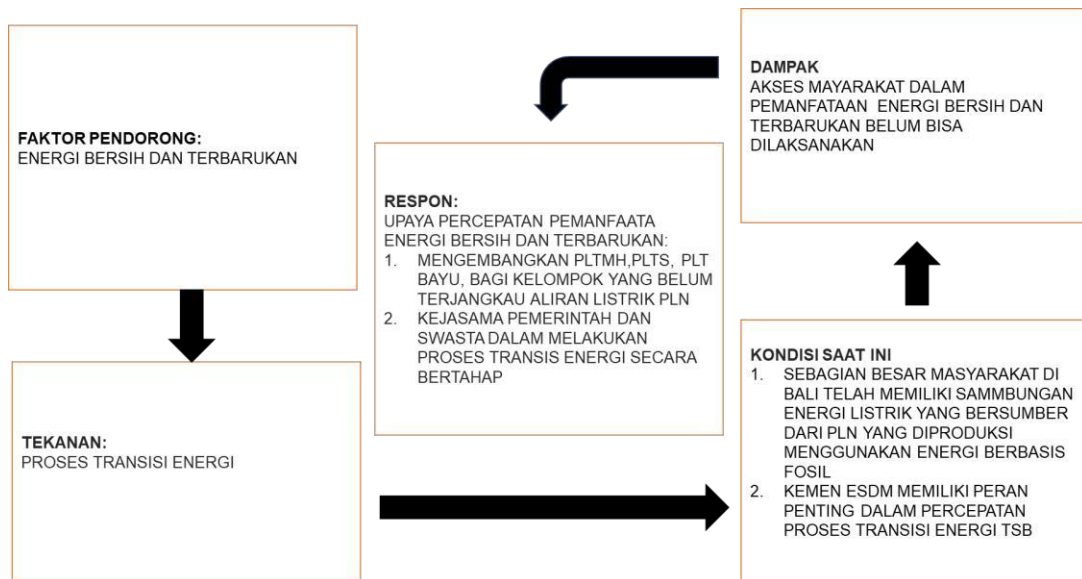 FAKTOR PENDORONG:
ENERGI BERSIH DAN TERBARUKAN
TEKANAN:
PROSES TRANSISI ENERGI
RESPON:
UPAYA PERCEPATAN PEMANFAATA
ENERGI BERSIH DAN TERBARUKAN:
1. MENGEMBANGKAN PLTMH,PLTS, PLT
BAYU, BAGI KELOMPOK YANG BELUM
TERJANGKAU ALIRAN LISTRIK PLN
2. KEJASAMA PEMERINTAH DAN
SWASTA DALAM MELAKUKAN
PROSES TRANSIS ENERGI SECARA
BERTAHAP
DAMPAK
AKSES MAYARAKAT DALAM
PEMANFATAAN ENERGI BERSIH DAN
TERBARUKAN BELUM BISA
DILAKSANAKAN
KONDISI SAAT INI
1. SEBAGIAN BESAR MASYARAKAT DI
BALI TELAH MEMILIKI SAMMBUNGAN
ENERGI LISTRIK YANG BERSUMBER
DARI PLN YANG DIPRODUKSI
MENGGUNAKAN ENERGI BERBASIS
FOSIL
2. KEMEN ESDM MEMILIKI PERAN
PENTING DALAM PERCEPATAN
PROSES TRANSISI ENERGI TSB